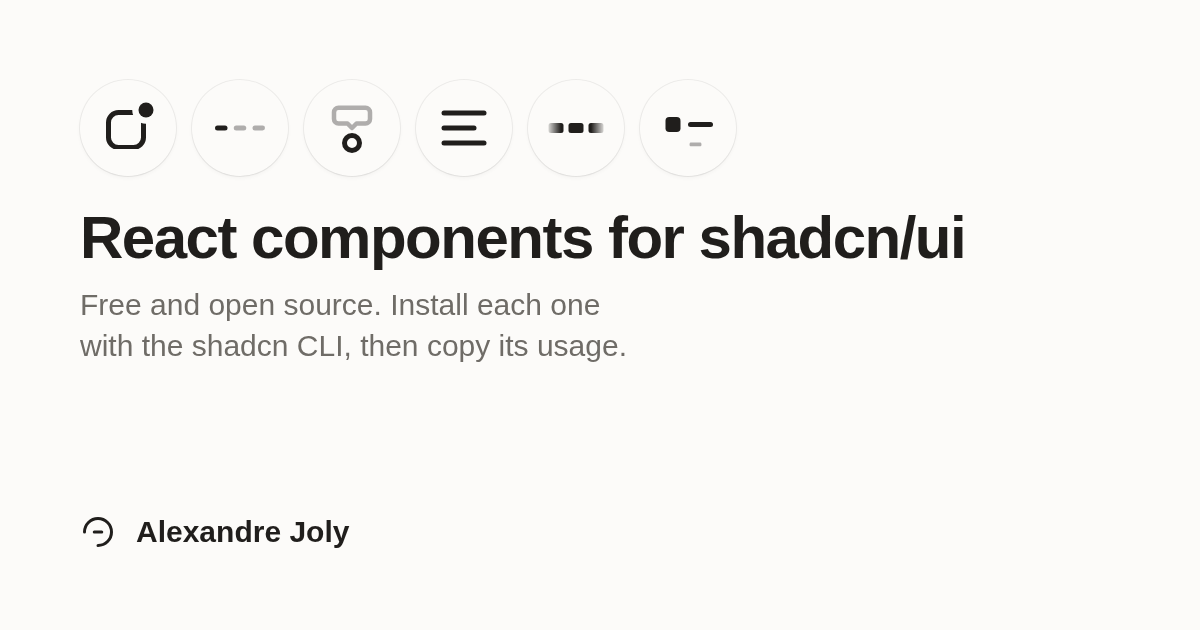 React components for shadcn/ui
Free and open source. Install each one
with the shadcn CLI, then copy its usage.
Alexandre Joly